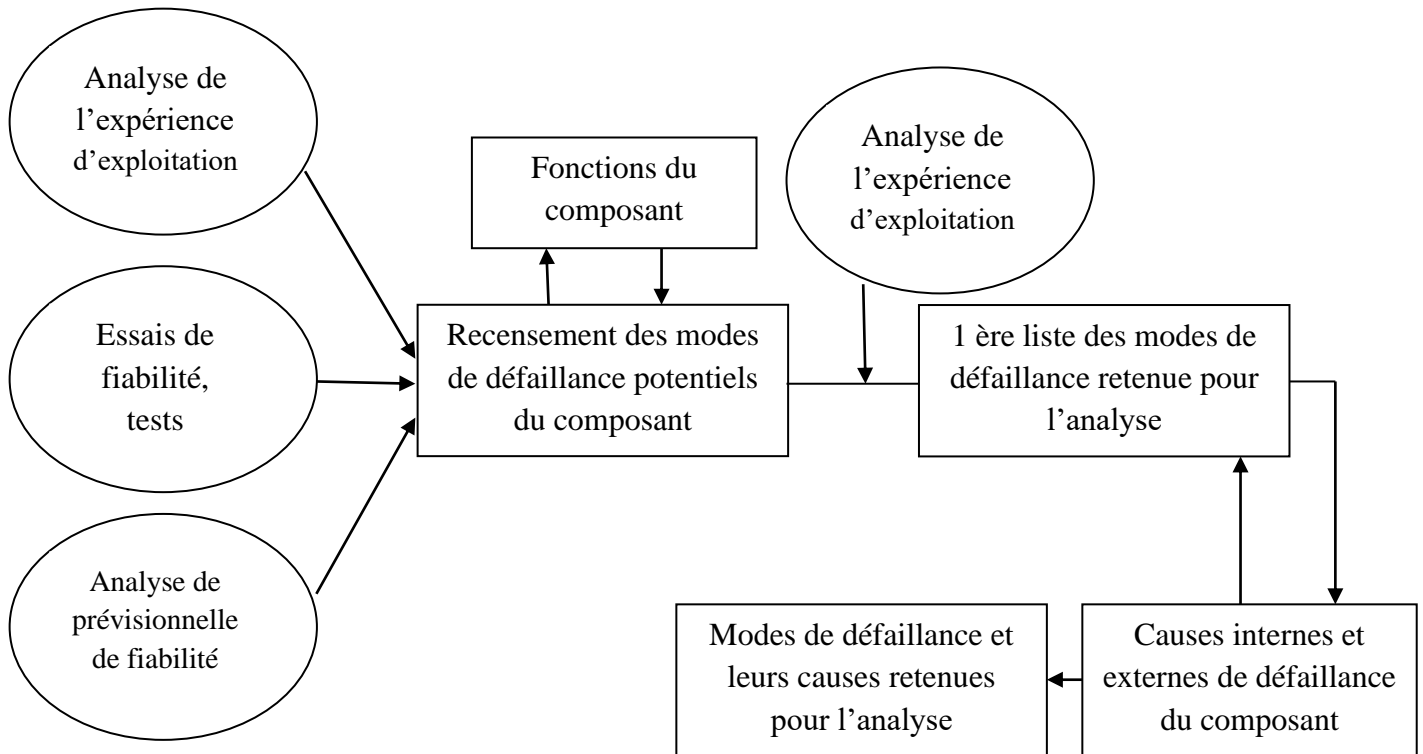 Analyse de
l’expérience
d’exploitation
Essais de
fiabilité,
tests
Analyse de
prévisionnelle
de fiabilité
Fonctions du
composant
Recensement des modes
de défaillance potentiels
du composant
Analyse de
l’expérience
d’exploitation
1 ère liste des modes de
défaillance retenue pour
l’analyse
Modes de défaillance et
leurs causes retenues
pour l’analyse
Causes internes et
externes de défaillance
du composant